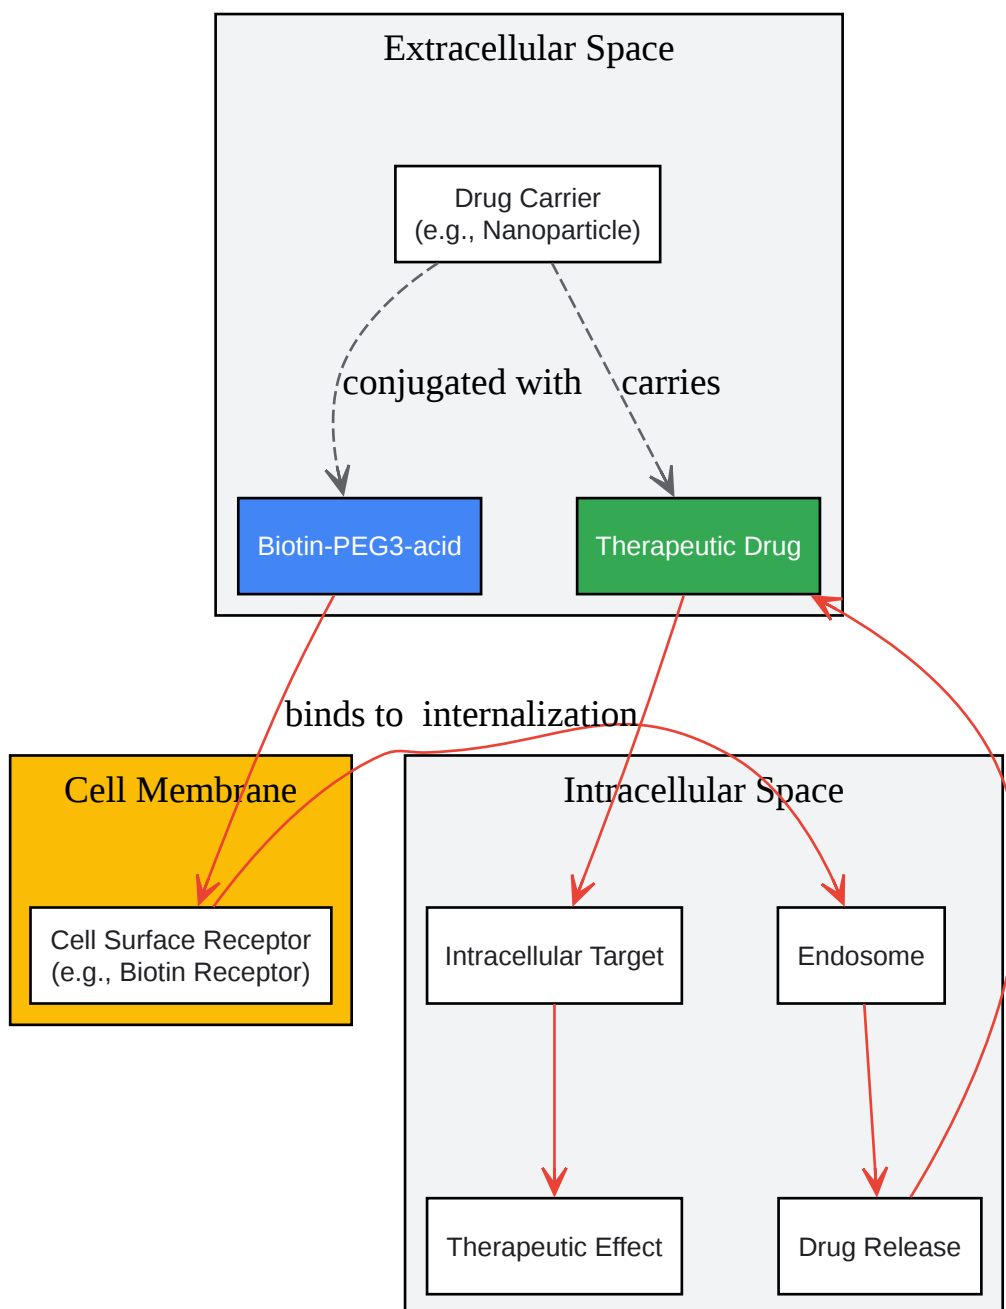 Extracellular Space
Drug Carrier
(e.g., Nanoparticle)
conjugated with
carries
Biotin-PEG3-acid
Therapeutic Drug
binds to
internalization
Cell Membrane
Intracellular Space
Cell Surface Receptor
(e.g., Biotin Receptor)
Intracellular Target
Endosome
Therapeutic Effect
Drug Release